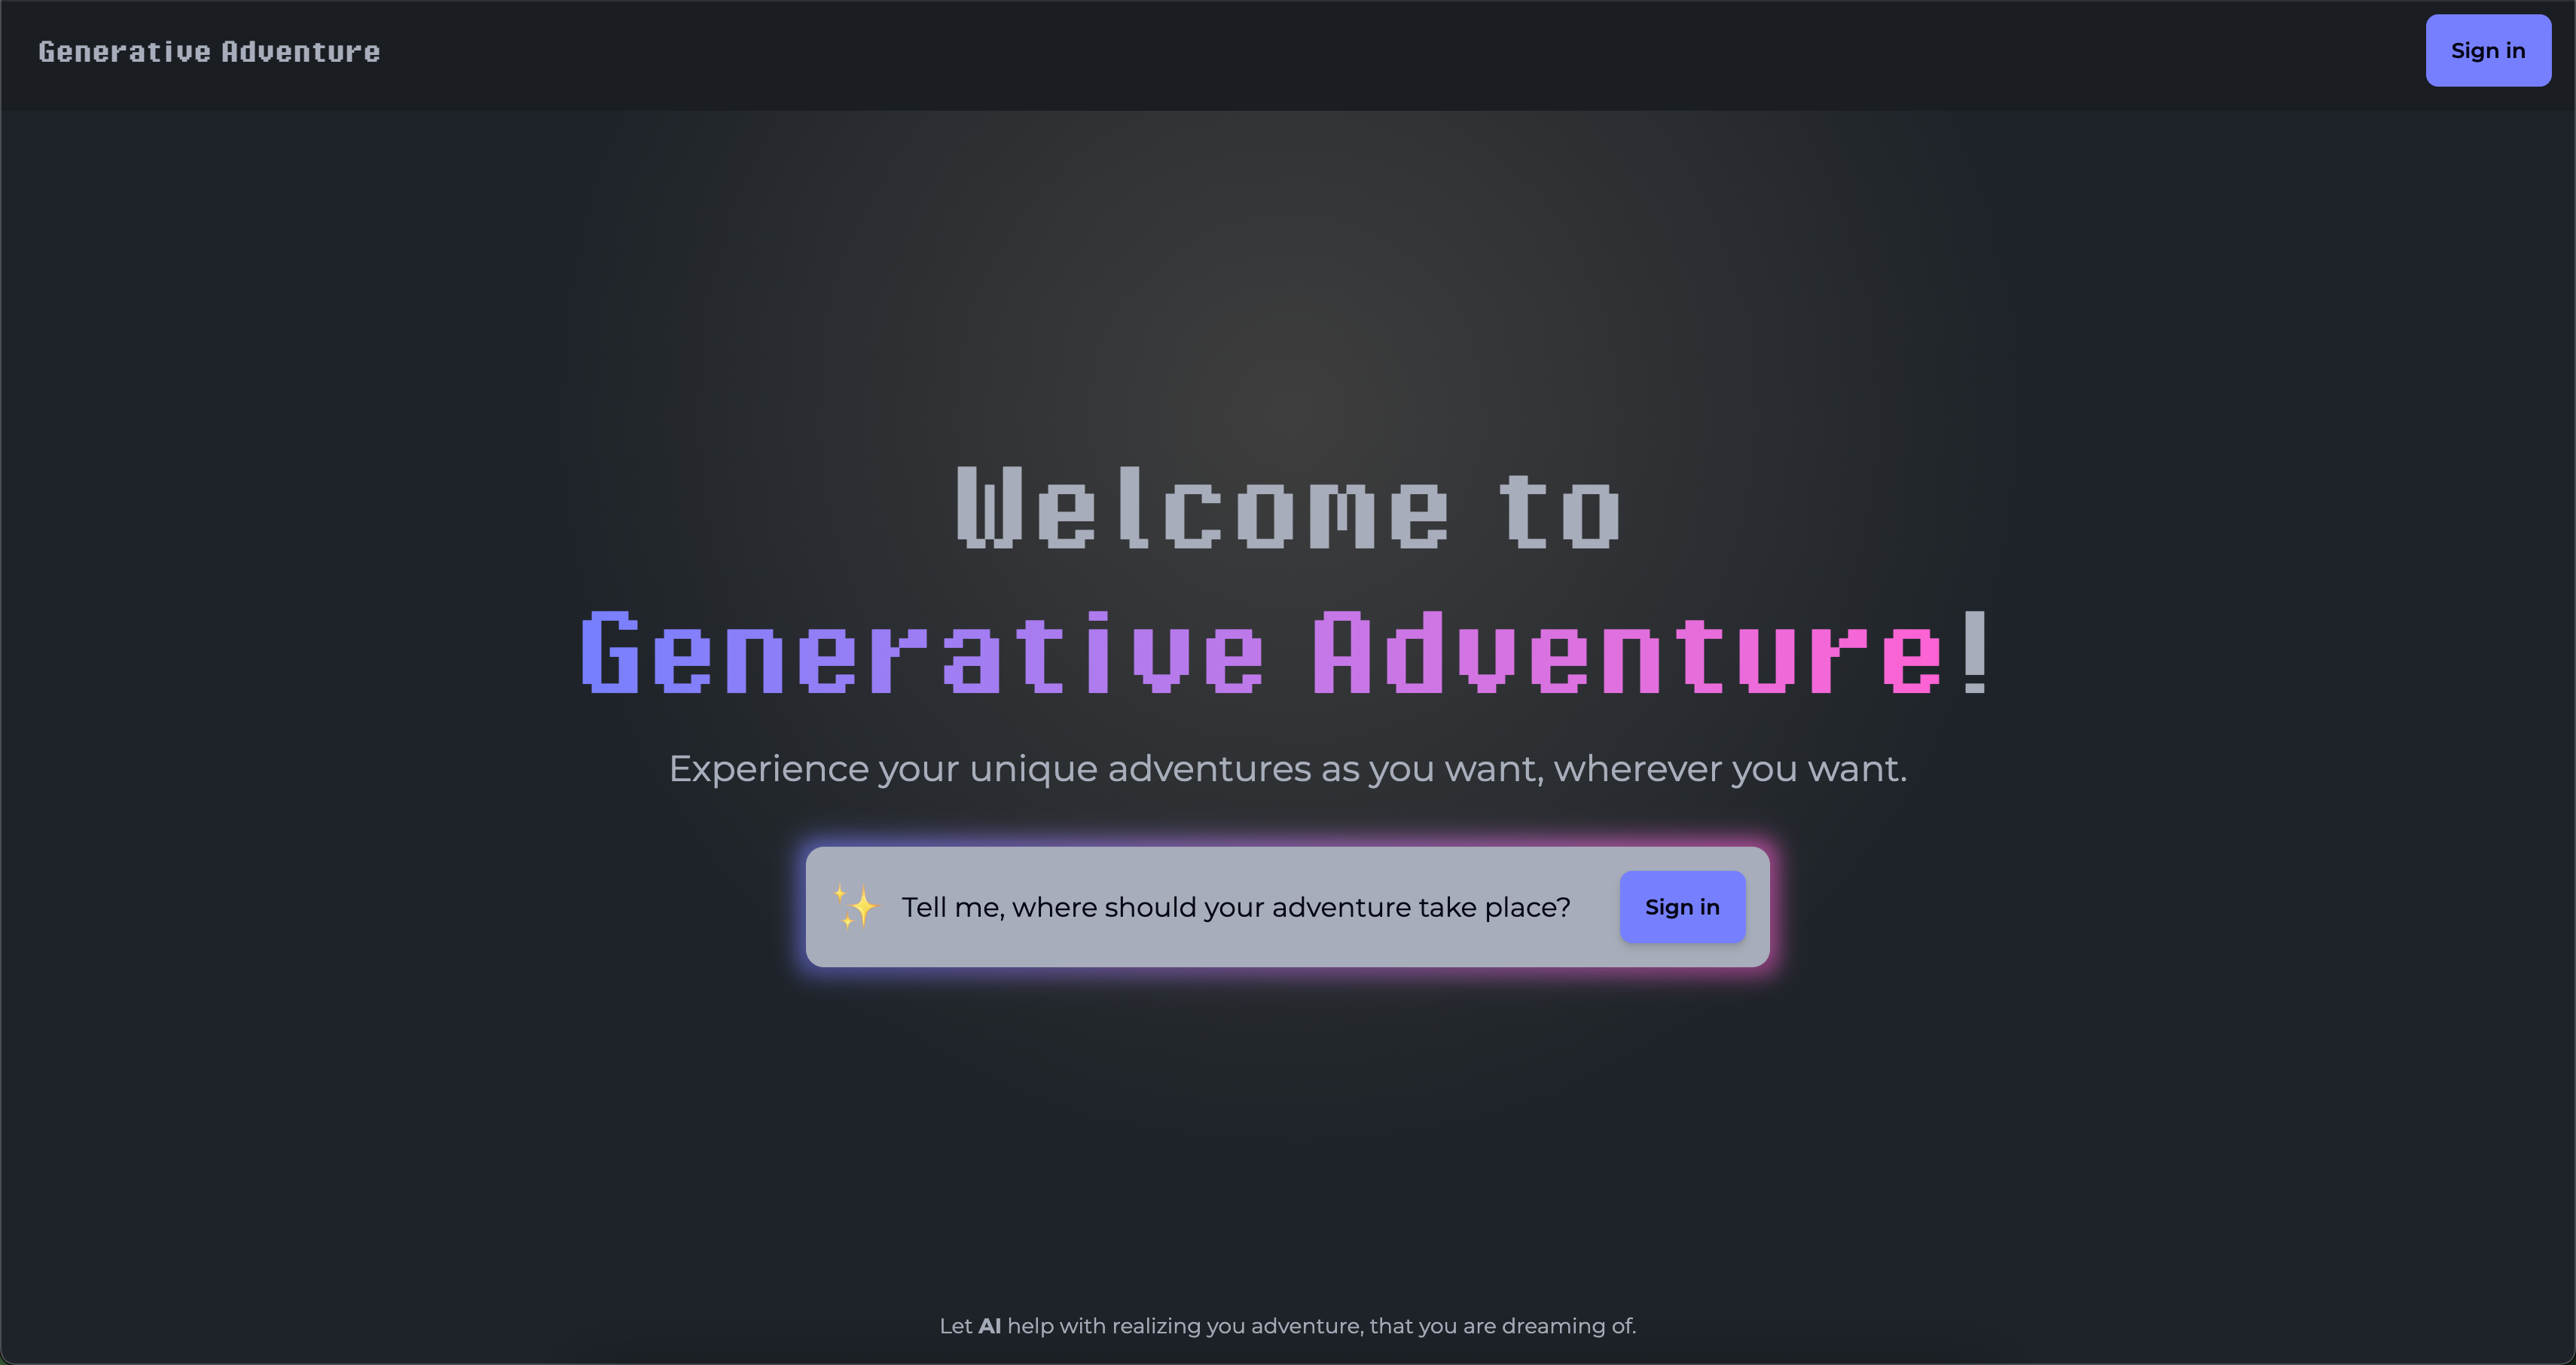 Generative Adventure
Sign in
Welcome to
Generative Adventure!
Experience your unique adventures as you want, wherever you want.
✨ Tell me, where should your adventure take place?
Sign in
Let AI help with realizing you adventure, that you are dreaming of.